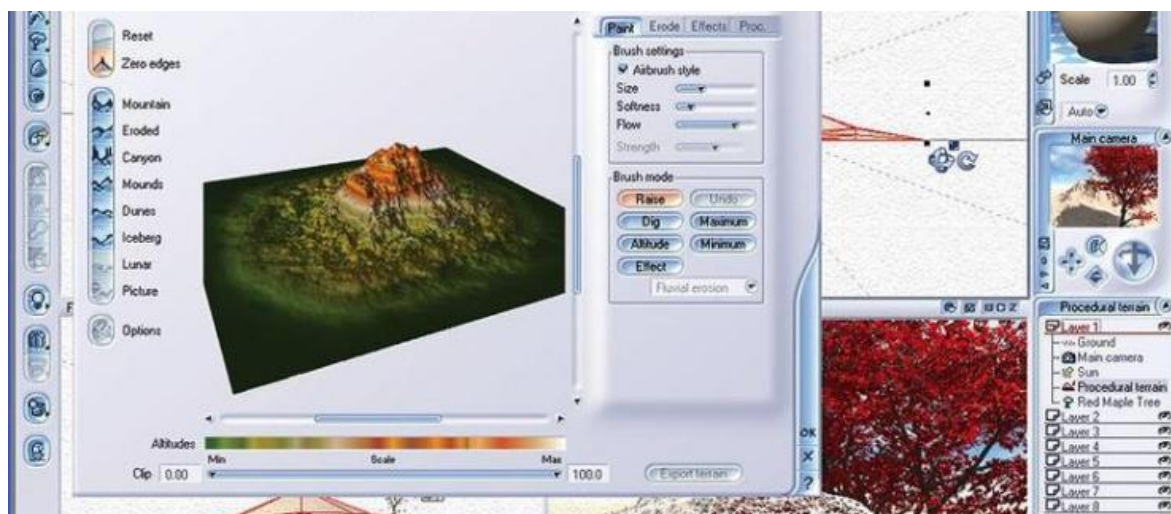 Reset
Zero edges
Mountain
Eroded
Canyon
Mounds
Dunes
Iceberg
Lunar
Picture
Options
Altitudes
Min Scale Max
Clip 0.00 100.0
Export terrain
Paint Erode Effects Proc.
Brush settings
Airbrush style
Size
Softness
Flow
Strength
Brush mode
Raise Undo
Dig Maximum
Altitude Minimum
Effect
Fluvial erosion
OK
X
?
Scale 1.00
Auto
Main camera
Procedural terrain
Layer 1
Ground
Main camera
Sun
Procedural terrain
Red Maple Tree
Layer 2
Layer 3
Layer 4
Layer 5
Layer 6
Layer 7
Layer 8